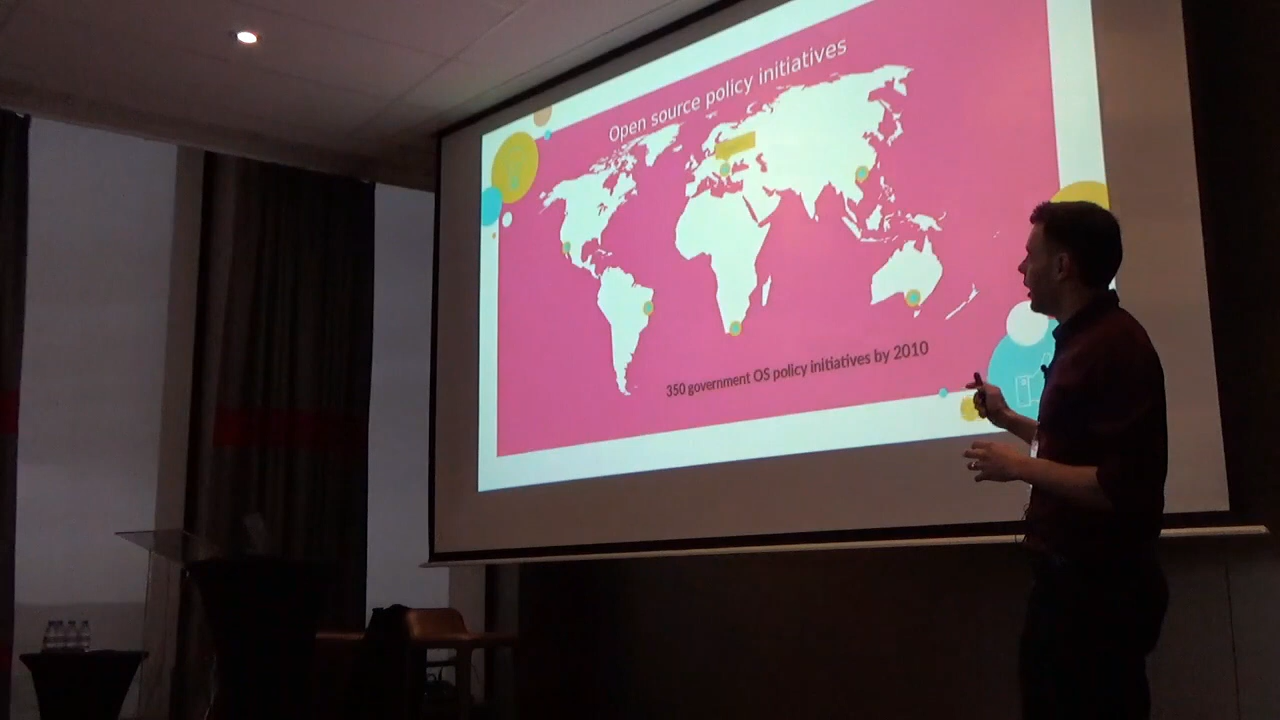 Open source policy initiatives
350 government OS policy initiatives by 2010